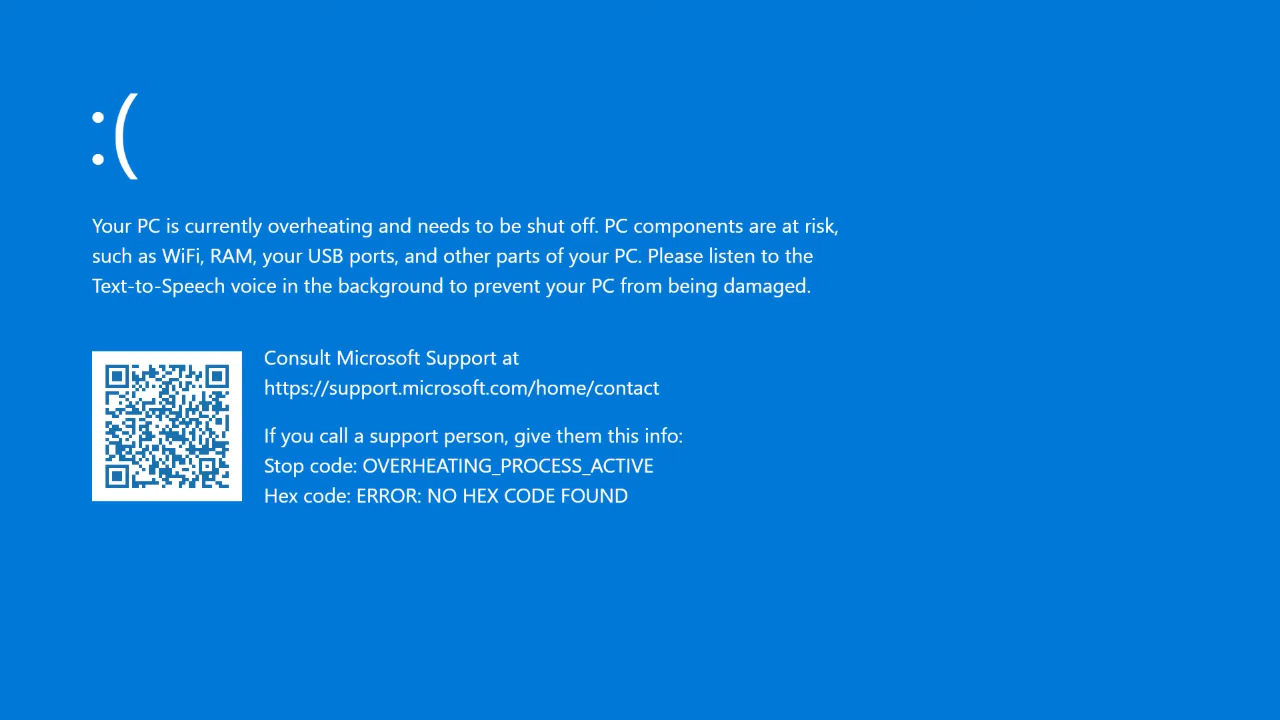 :(
Your PC is currently overheating and needs to be shut off. PC components are at risk,
such as WiFi, RAM, your USB ports, and other parts of your PC. Please listen to the
Text-to-Speech voice in the background to prevent your PC from being damaged.
Consult Microsoft Support at
https://support.microsoft.com/home/contact
If you call a support person, give them this info:
Stop code: OVERHEATING_PROCESS_ACTIVE
Hex code: ERROR: NO HEX CODE FOUND